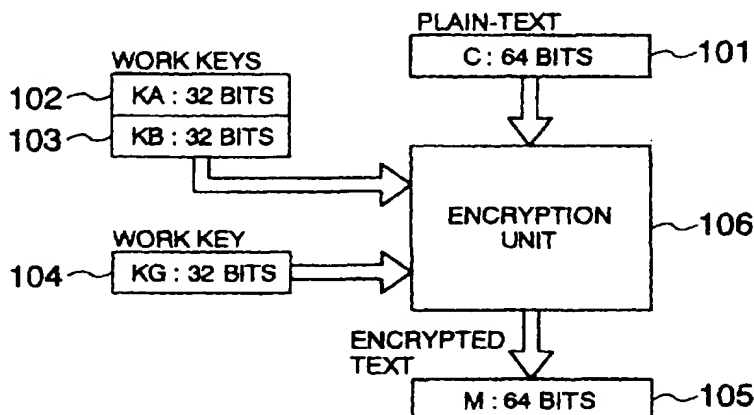 PLAIN-TEXT
C : 64 BITS
101
WORK KEYS
102
KA : 32 BITS
103
KB : 32 BITS
ENCRYPTION
UNIT
106
WORK KEY
104
KG : 32 BITS
ENCRYPTED
TEXT
M : 64 BITS
105